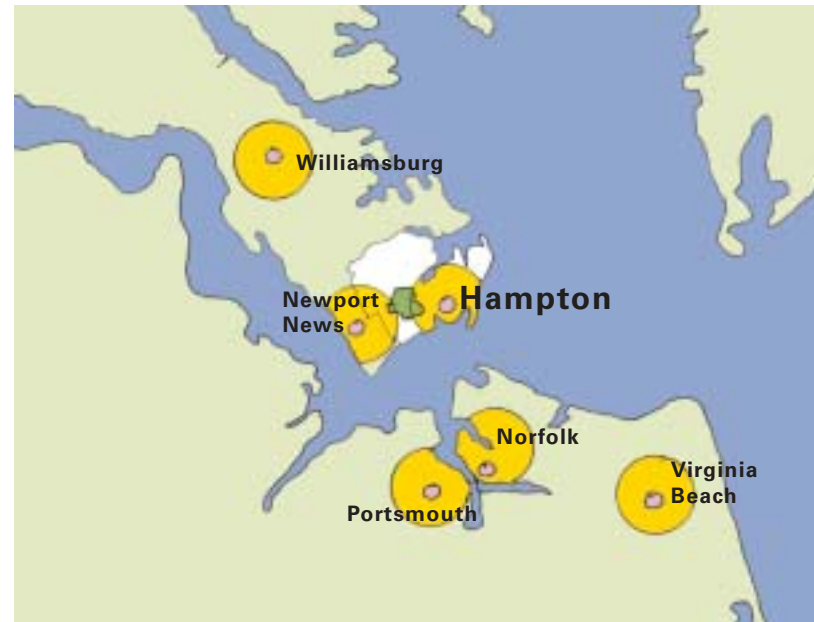 Williamsburg
Newport
News
Hampton
Norfolk
Virginia
Beach
Portsmouth